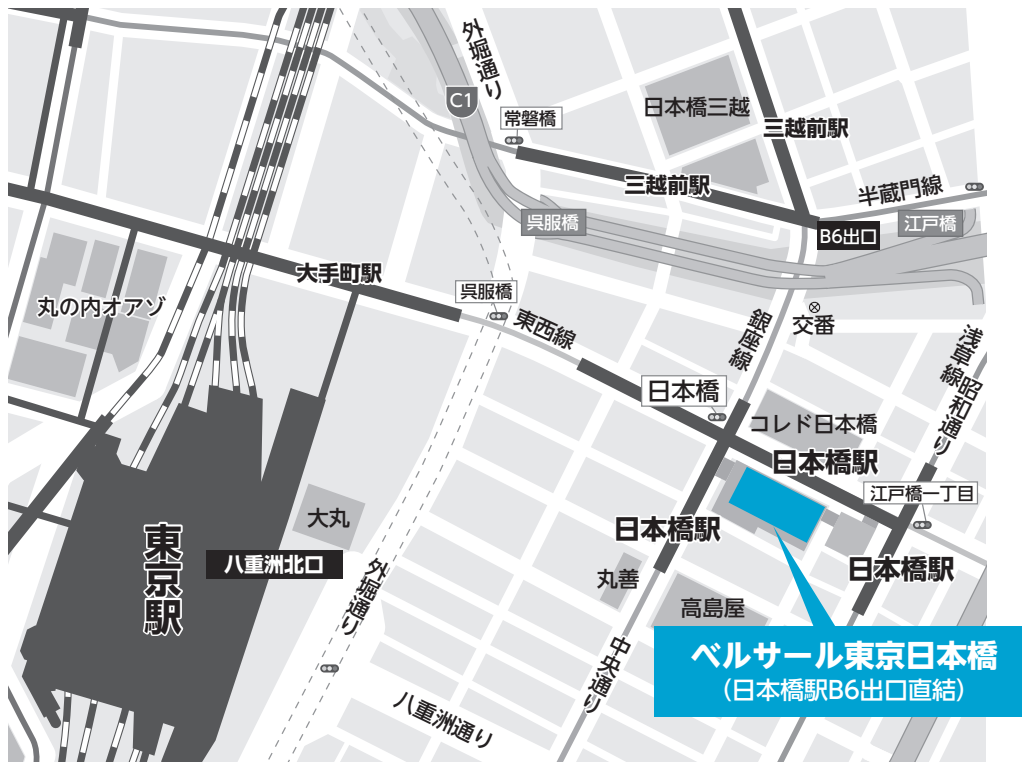 外堀通り
C1
常磐橋
日本橋三越
三越前駅
三越前駅
半蔵門線
呉服橋
B6出口
江戸橋
大手町駅
丸の内オアゾ
呉服橋
東西線
銀座線
交番
浅草線
昭和通り
日本橋
コレド日本橋
日本橋駅
江戸橋一丁目
大丸
日本橋駅
東京駅
八重洲北口
外堀通り
丸善
日本橋駅
高島屋
中央通り
ベルサール東京日本橋
(日本橋駅B6出口直結)
八重洲通り